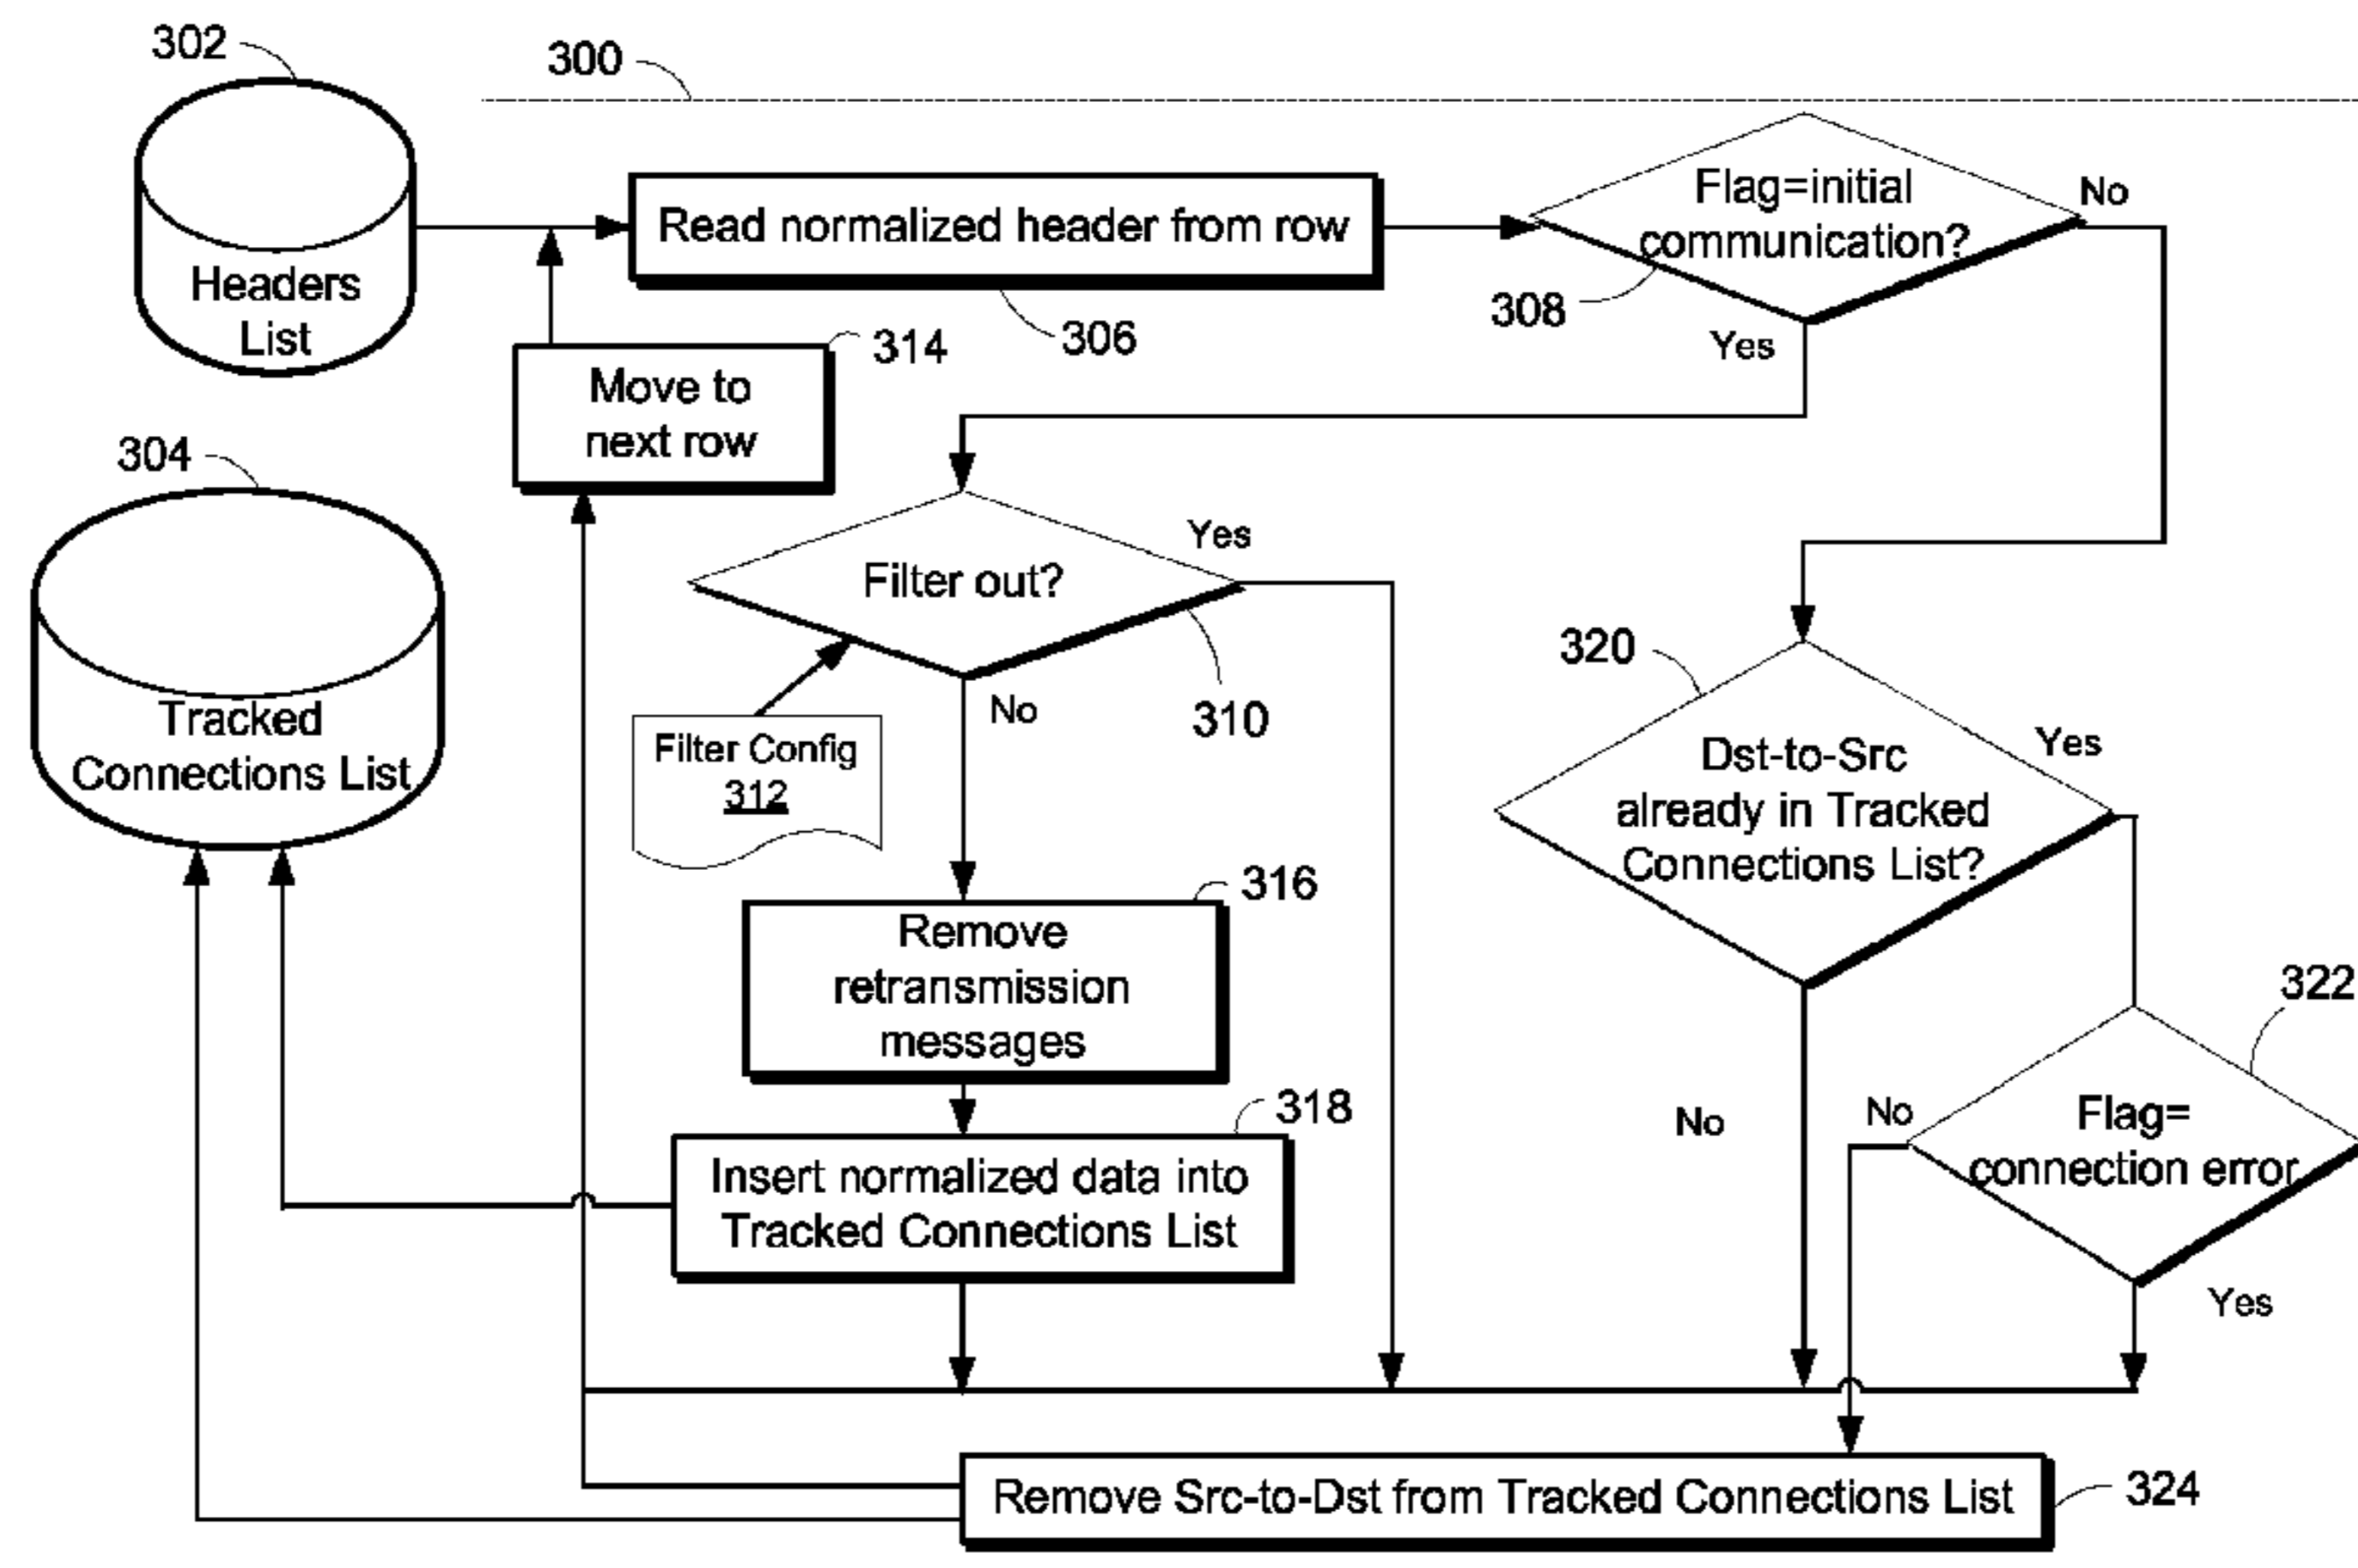 302
300
Headers
List
Read normalized header from row
306
Flag=initial
communication?
No
308
Yes
314
Move to
next row
304
Tracked
Connections List
Filter out?
Yes
310
Filter Config
312
No
320
Dst-to-Src
already in Tracked
Connections List?
Yes
316
Remove
retransmission
messages
322
318
Insert normalized data into
Tracked Connections List
No
No
Flag=
connection error
Yes
Remove Src-to-Dst from Tracked Connections List
324